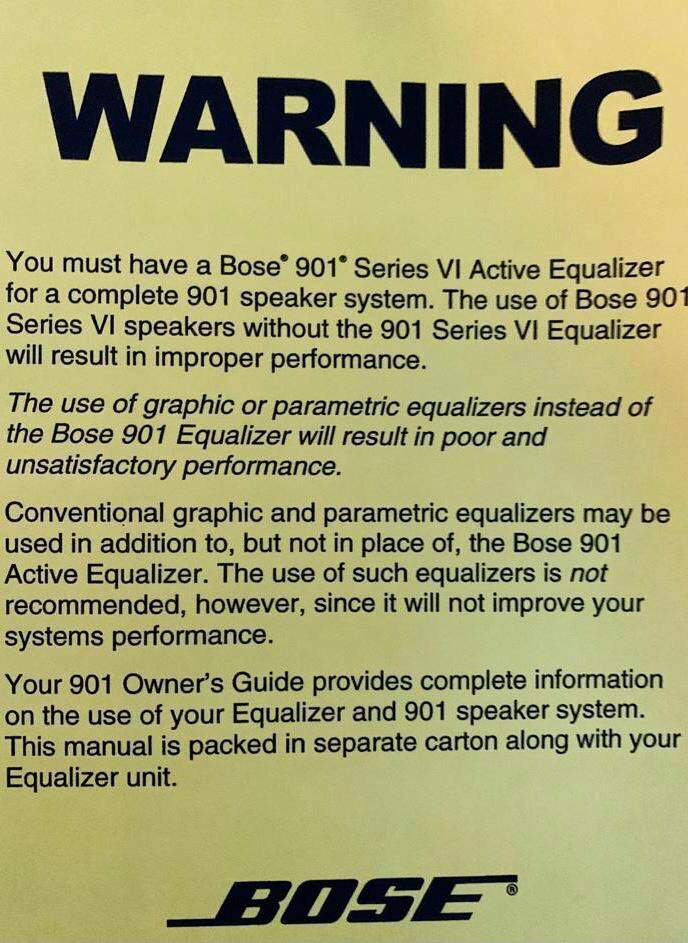 WARNING
You must have a Bose® 901® Series VI Active Equalizer
for a complete 901 speaker system. The use of Bose 901
Series VI speakers without the 901 Series VI Equalizer
will result in improper performance.
The use of graphic or parametric equalizers instead of
the Bose 901 Equalizer will result in poor and
unsatisfactory performance.
Conventional graphic and parametric equalizers may be
used in addition to, but not in place of, the Bose 901
Active Equalizer. The use of such equalizers is not
recommended, however, since it will not improve your
systems performance.
Your 901 Owner's Guide provides complete information
on the use of your Equalizer and 901 speaker system.
This manual is packed in separate carton along with your
Equalizer unit.
BOSE®